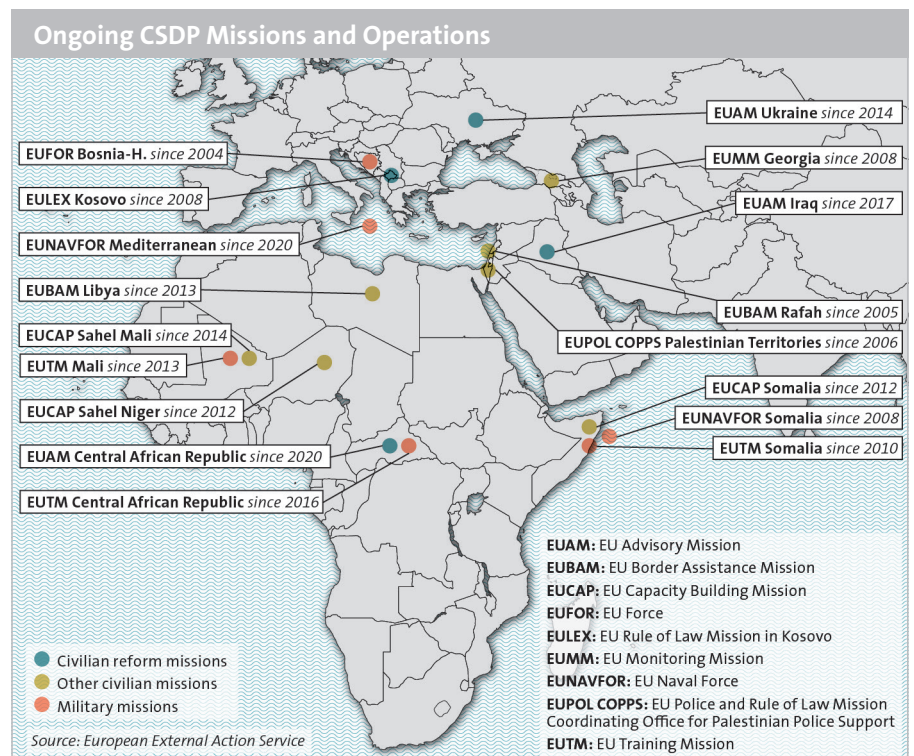 Ongoing CSDP Missions and Operations
EUAM Ukraine since 2014
EUFOR Bosnia-H. since 2004
EUMM Georgia since 2008
EULEX Kosovo since 2008
EUAM Iraq since 2017
EUNAVFOR Mediterranean since 2020
EUBAM Libya since 2013
EUBAM Rafah since 2005
EUCAP Sahel Mali since 2014
EUPOL COPPS Palestinian Territories since 2006
EUTM Mali since 2013
EUCAP Somalia since 2012
EUCAP Sahel Niger since 2012
EUNAVFOR Somalia since 2008
EUTM Somalia since 2010
EUAM Central African Republic since 2020
EUTM Central African Republic since 2016
EUAM: EU Advisory Mission
EUBAM: EU Border Assistance Mission
EUCAP: EU Capacity Building Mission
EUFOR: EU Force
EULEX: EU Rule of Law Mission in Kosovo
EUMM: EU Monitoring Mission
EUNAVFOR: EU Naval Force
EUPOL COPPS: EU Police and Rule of Law Mission
Coordinating Office for Palestinian Police Support
EUTM: EU Training Mission
Civilian reform missions
Other civilian missions
Military missions
Source: European External Action Service